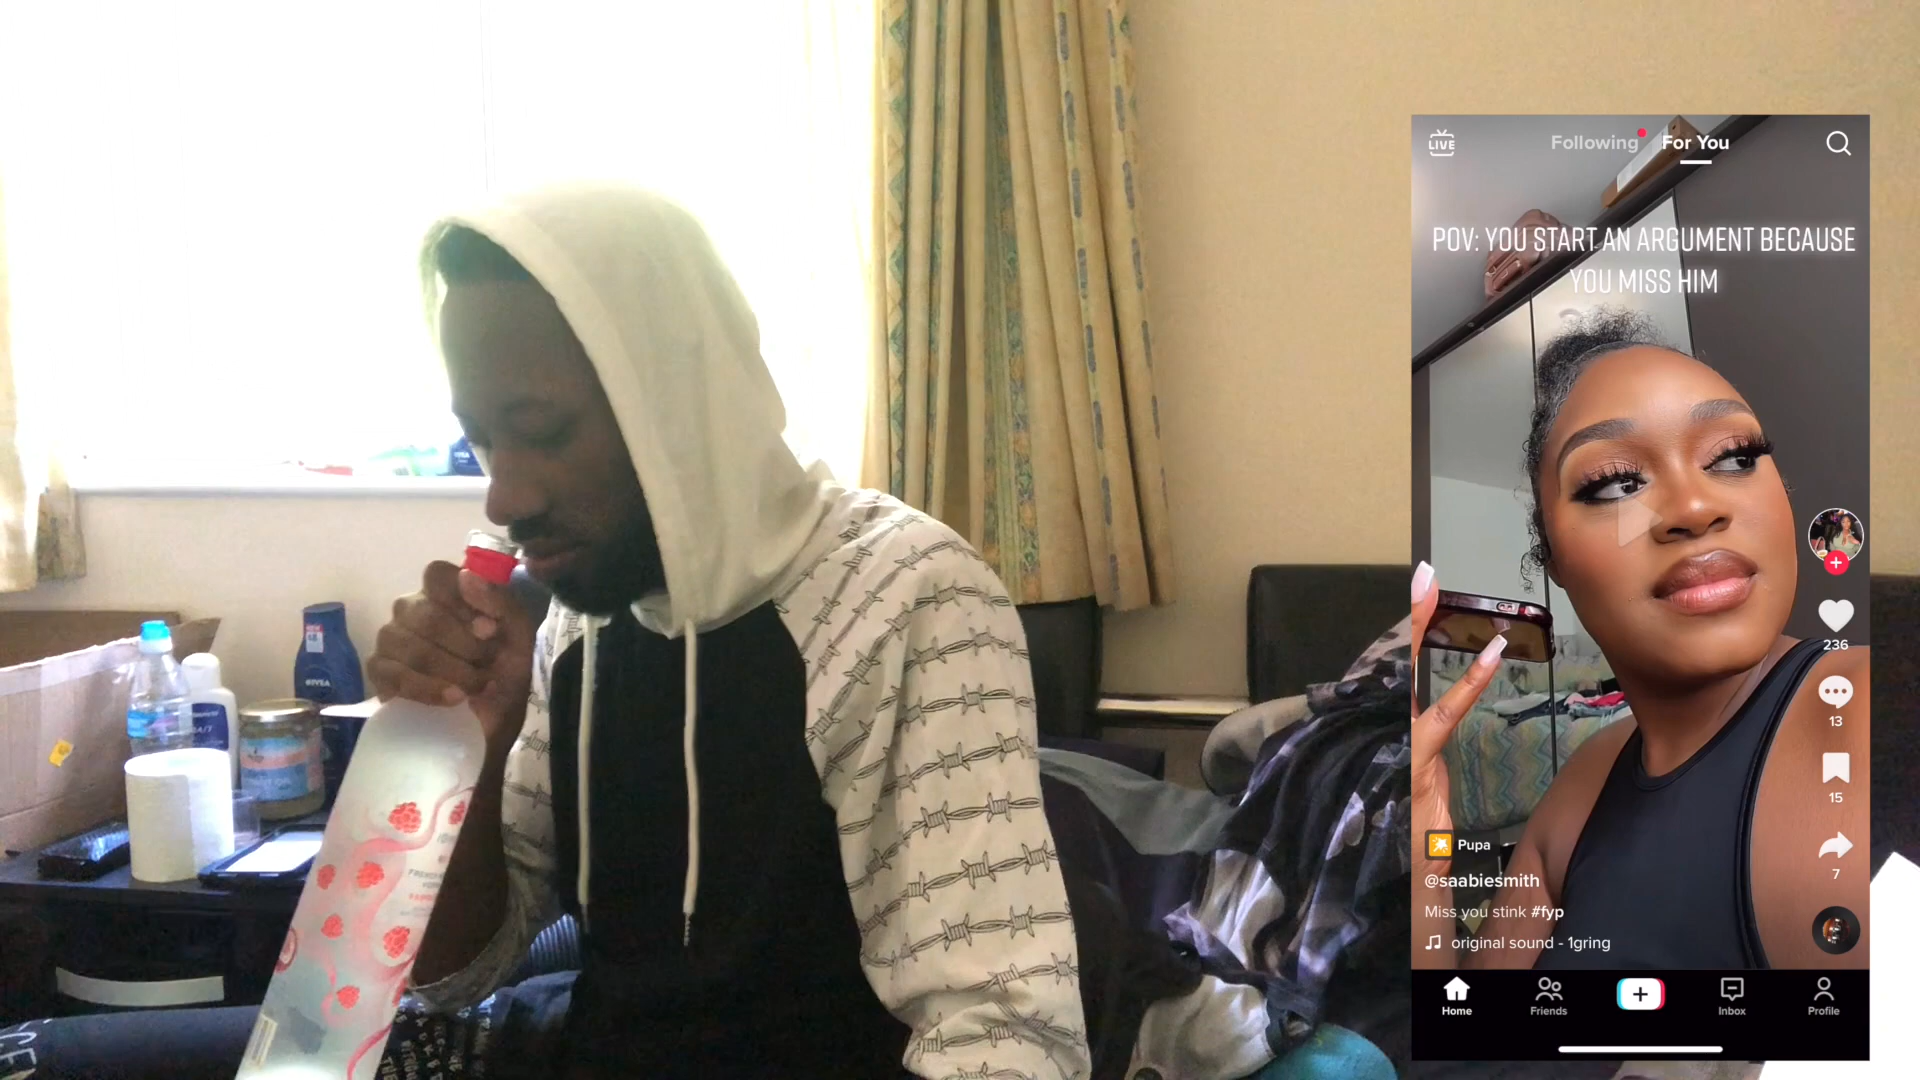 LIVE
Following
For You
POV: YOU START AN ARGUMENT BECAUSE
YOU MISS HIM
236
13
15
7
Pupa
@saabiesmith
Miss you stink #fyp
original sound - 1gring
Home
Friends
Inbox
Profile
NIVEA